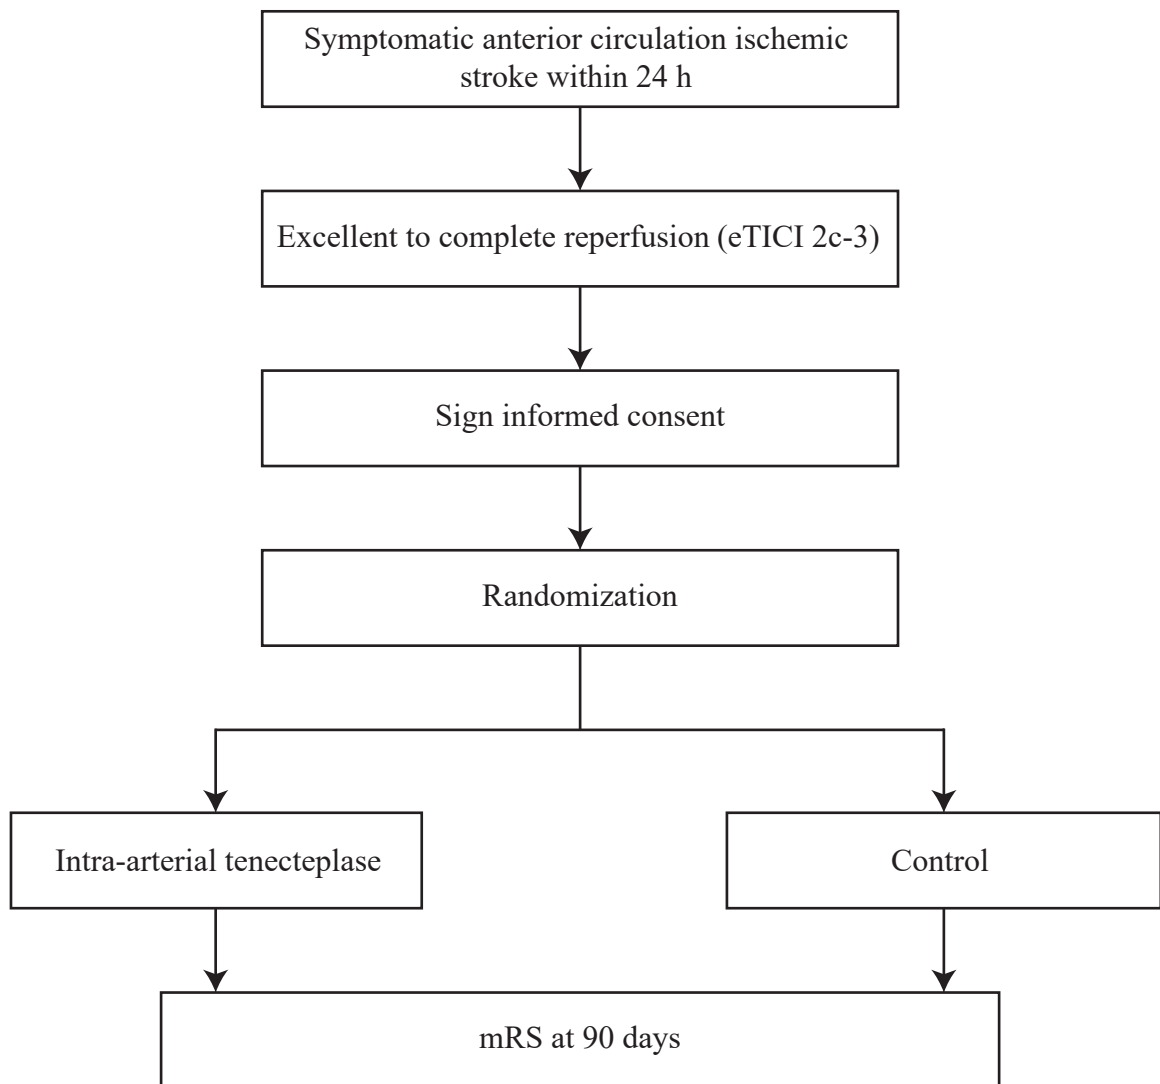 Symptomatic anterior circulation ischemic
stroke within 24 h
Excellent to complete reperfusion (eTICI 2c-3)
Sign informed consent
Randomization
Intra-arterial tenecteplase
Control
mRS at 90 days